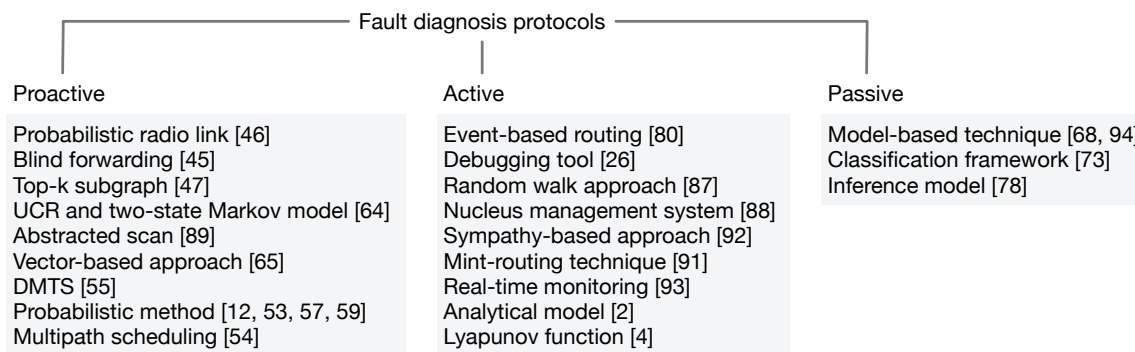 Fault diagnosis protocols
Proactive
Probabilistic radio link [46]
Blind forwarding [45]
Top-k subgraph [47]
UCR and two-state Markov model [64]
Abstracted scan [89]
Vector-based approach [65]
DMTS [55]
Probabilistic method [12, 53, 57, 59]
Multipath scheduling [54]
Active
Event-based routing [80]
Debugging tool [26]
Random walk approach [87]
Nucleus management system [88]
Sympathy-based approach [92]
Mint-routing technique [91]
Real-time monitoring [93]
Analytical model [2]
Lyapunov function [4]
Passive
Model-based technique [68, 94]
Classification framework [73]
Inference model [78]